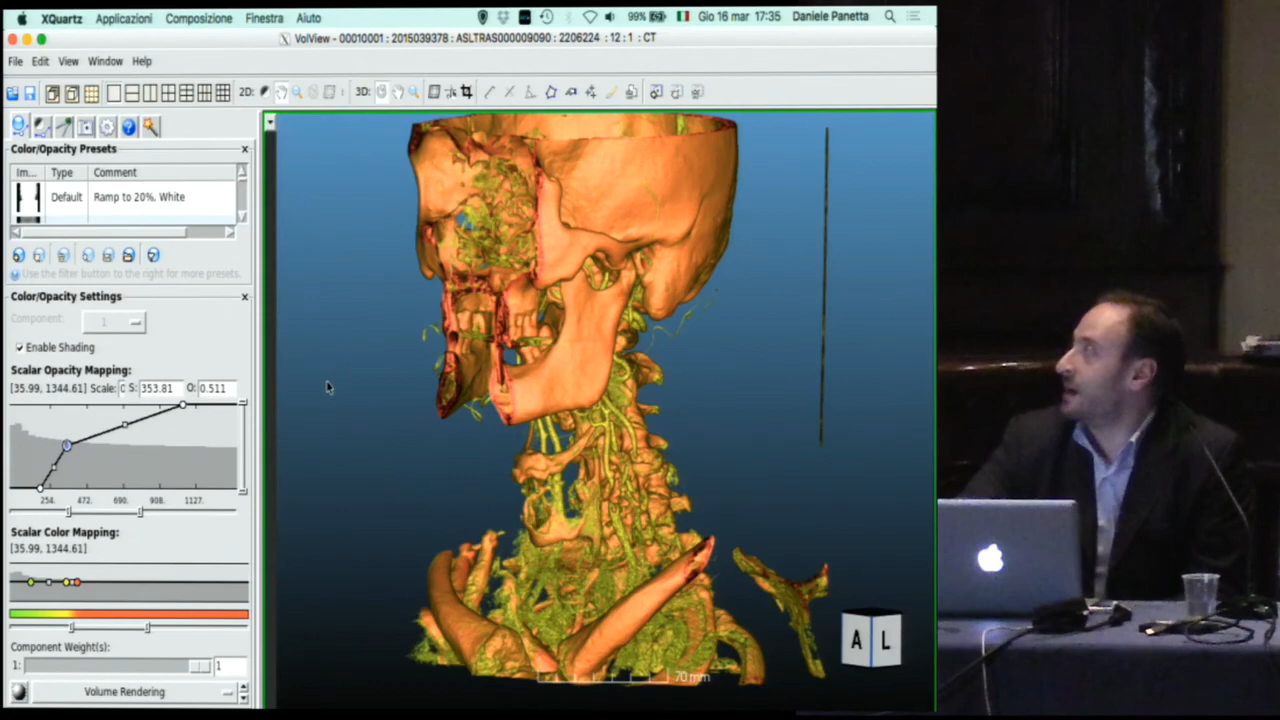 XQuartz Applicazioni Composizione Finestra Aiuto 99% Gio 16 mar 17:35 Daniele Panetta
VolView - 00010001 : 2015039378 : ASLTRAS000009090 : 2206224 : 12 : 1 : CT
File Edit View Window Help
2D: 3D:
Color/Opacity Presets x
Im... Type Comment
Default Ramp to 20%, White
Use the filter button to the right for more presets.
Color/Opacity Settings x
Component: 1
Enable Shading
Scalar Opacity Mapping:
[35.99, 1344.61] Scale: S: 353.81 O: 0.511
254. 472. 690. 908. 1127.
Scalar Color Mapping:
[35.99, 1344.61]
Component Weight(s):
1: 1
Volume Rendering
70 mm
A L